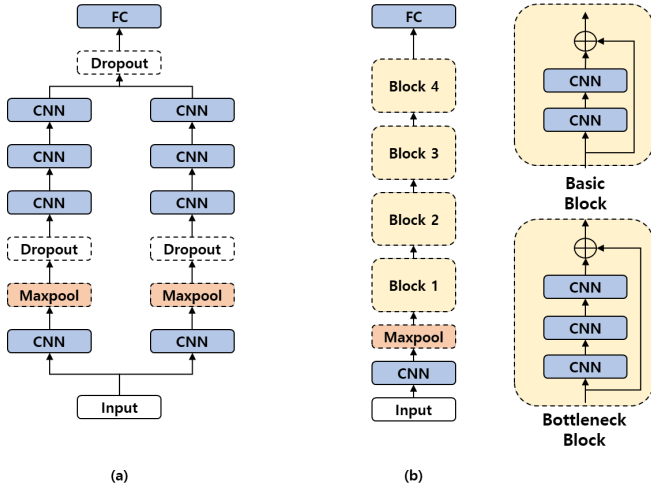 FC
Dropout
CNN
CNN
CNN
CNN
CNN
CNN
Dropout
Dropout
Maxpool
Maxpool
CNN
CNN
Input
(a)
FC
Block 4
Block 3
Block 2
Block 1
Maxpool
CNN
Input
(b)
CNN
CNN
Basic
Block
CNN
CNN
CNN
Bottleneck
Block